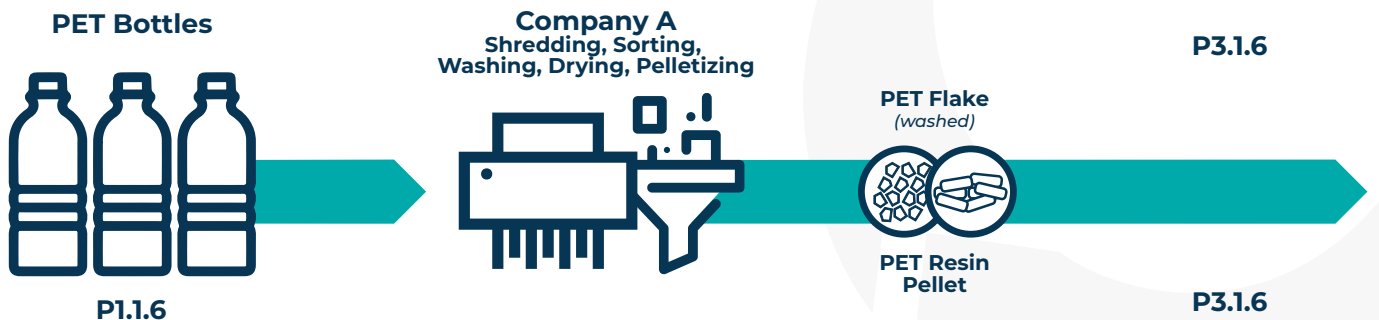 PET Bottles
P1.1.6
Company A
Shredding, Sorting,
Washing, Drying, Pelletizing
PET Flake
(washed)
PET Resin
Pellet
P3.1.6
P3.1.6